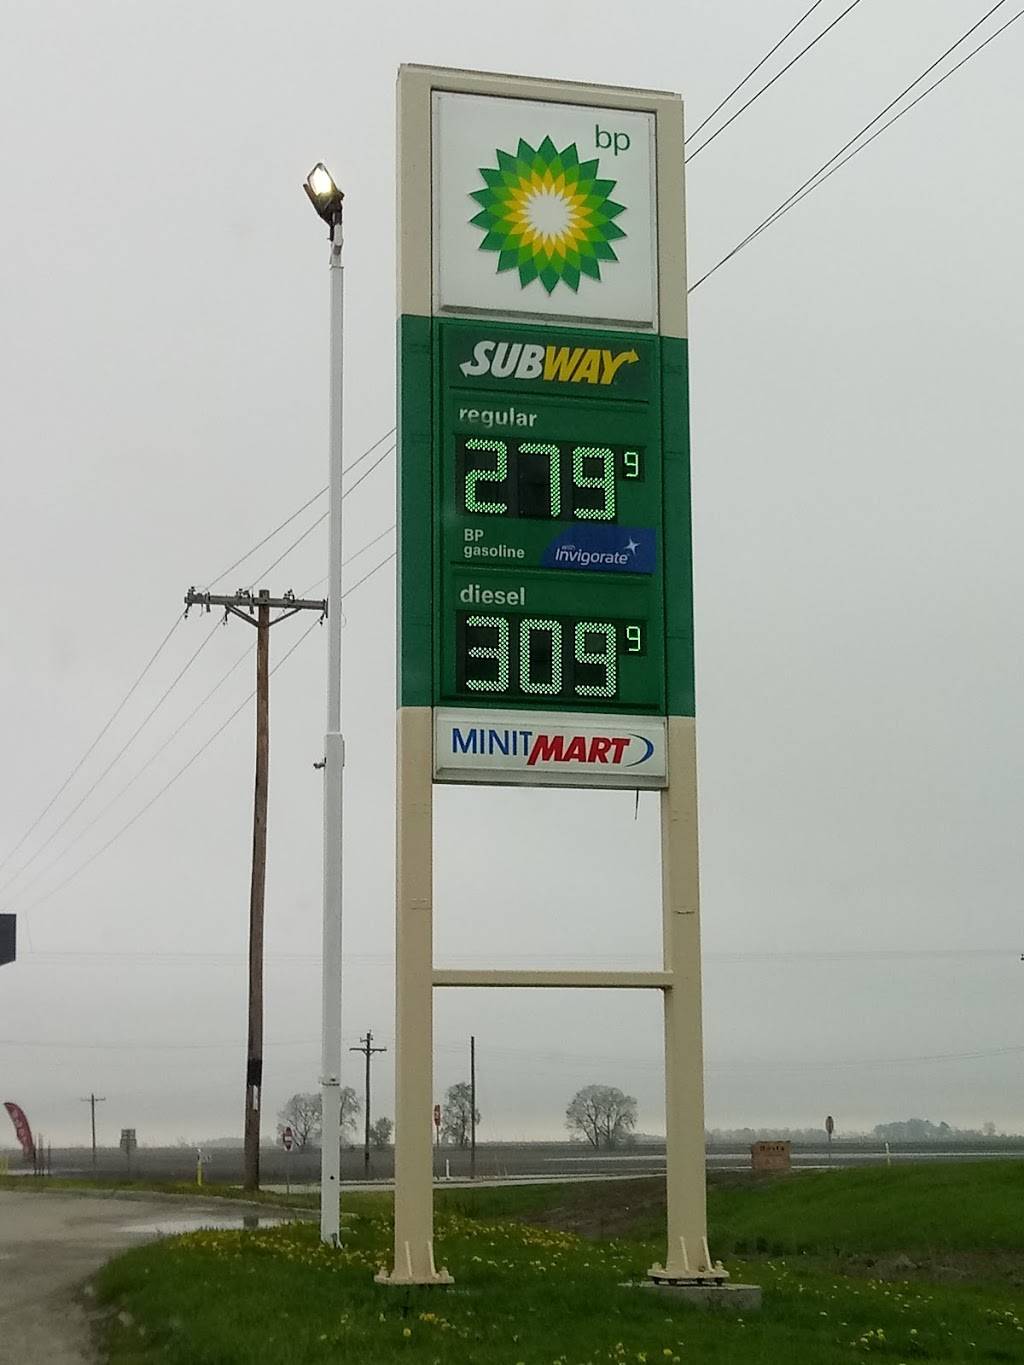 bp
SUBWAY
regular
279 9
BP
gasoline
with
Invigorate
diesel
309 9
MINIT MART